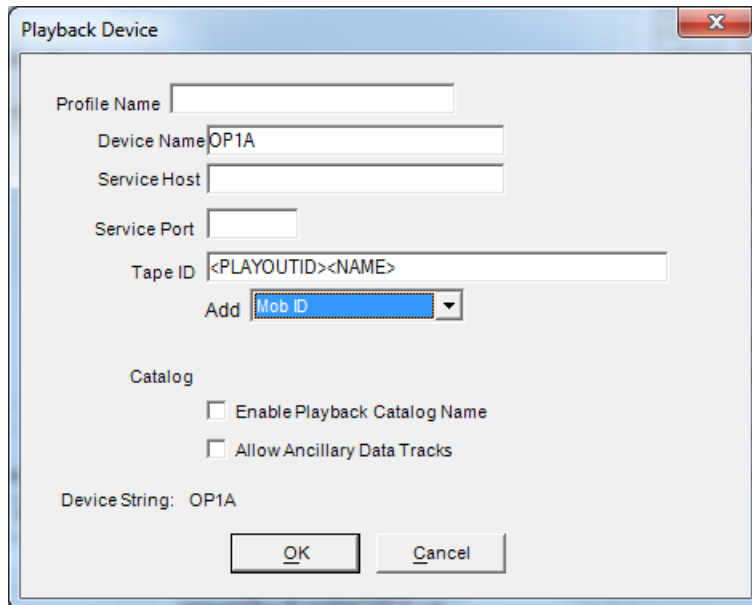 Playback Device
Profile Name
Device Name OP1A
Service Host
Service Port
Tape ID <PLAYOUTID><NAME>
Add Mob ID
Catalog
Enable Playback Catalog Name
Allow Ancillary Data Tracks
Device String: OP1A
OK Cancel